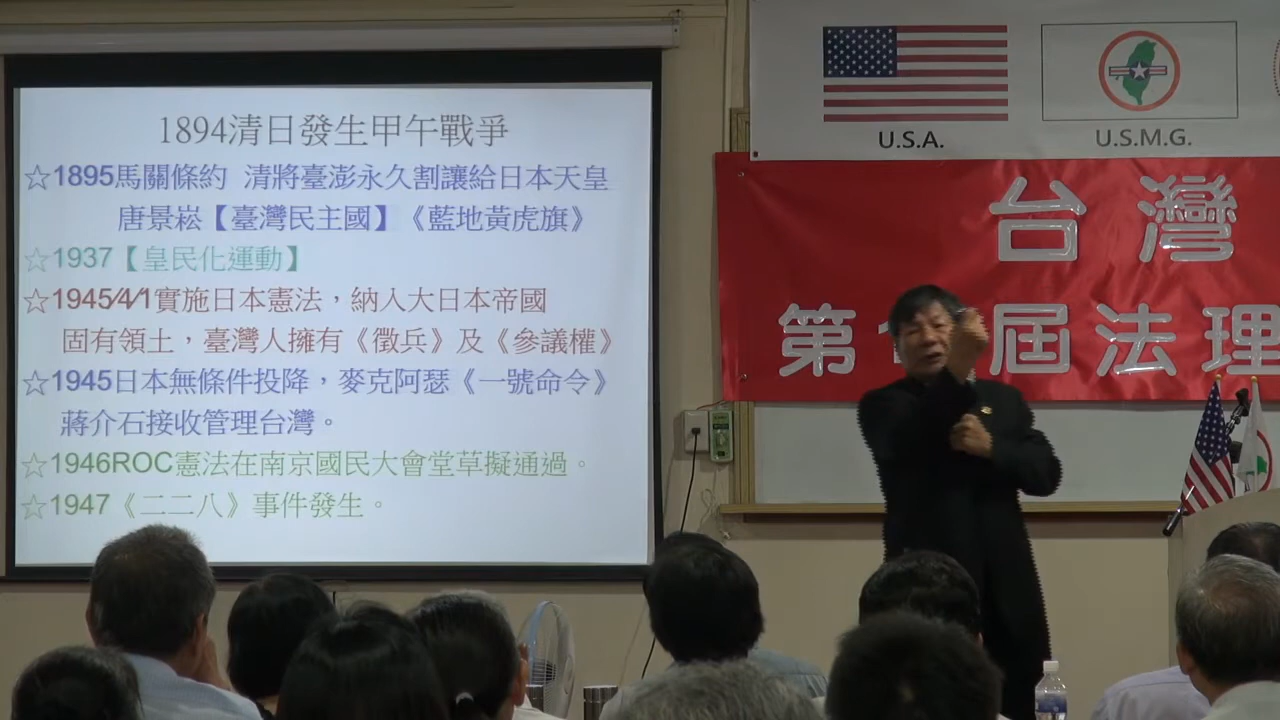 1894清日發生甲午戰爭
☆1895馬關條約 清將臺澎永久割讓給日本天皇
唐景崧【臺灣民主國】《藍地黃虎旗》
☆1937【皇民化運動】
☆1945/4/1實施日本憲法，納入大日本帝國
固有領土，臺灣人擁有《徵兵》及《參議權》
☆1945日本無條件投降，麥克阿瑟《一號命令》
蔣介石接收管理台灣。
☆1946ROC憲法在南京國民大會堂草擬通過。
☆1947《二二八》事件發生。
U.S.A.
U.S.M.G.
台灣
第 屆法理